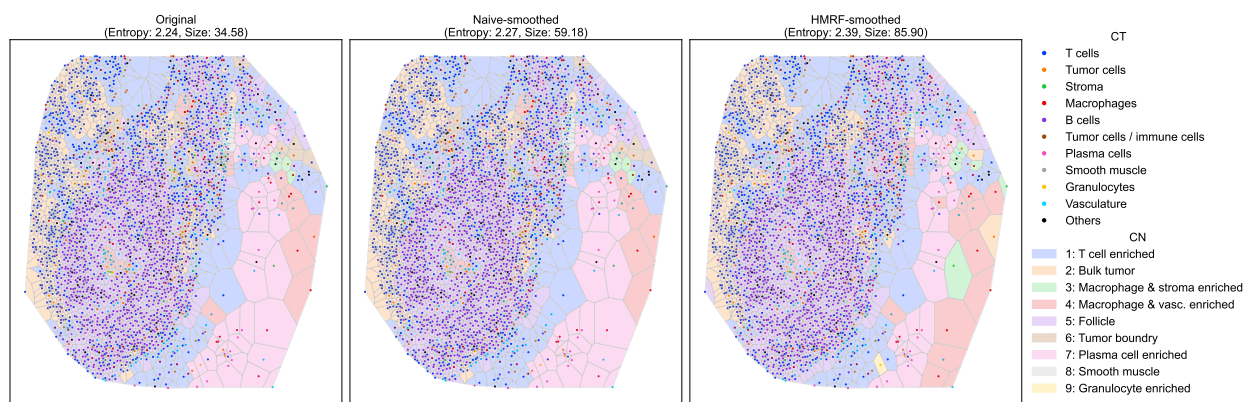 Original
(Entropy: 2.24, Size: 34.58)
Naive-smoothed
(Entropy: 2.27, Size: 59.18)
HMRF-smoothed
(Entropy: 2.39, Size: 85.90)
CT
T cells
Tumor cells
Stroma
Macrophages
B cells
Tumor cells / immune cells
Plasma cells
Smooth muscle
Granulocytes
Vasculature
Others
CN
1: T cell enriched
2: Bulk tumor
3: Macrophage & stroma enriched
4: Macrophage & vasc. enriched
5: Follicle
6: Tumor boundry
7: Plasma cell enriched
8: Smooth muscle
9: Granulocyte enriched